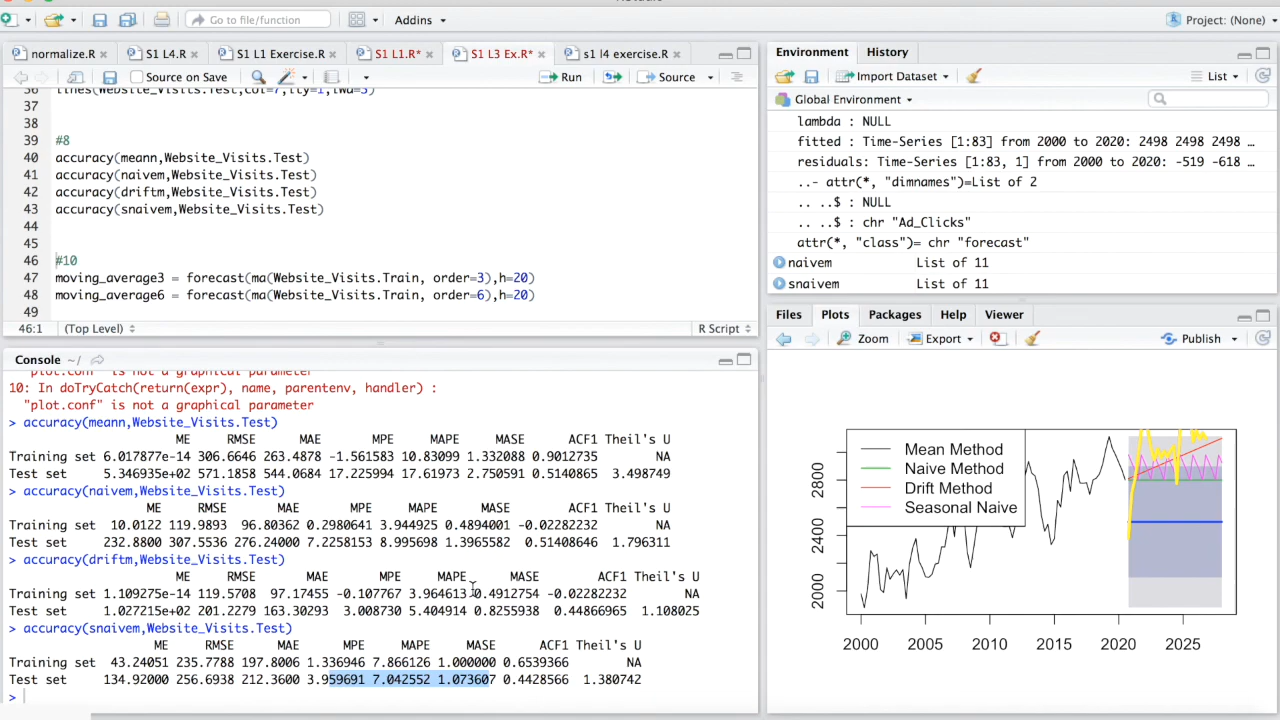 Go to file/function
Addins
Project: (None)
normalize.R
S1 L4.R
S1 L1 Exercise.R
S1 L1.R*
S1 L3 Ex.R*
s1 l4 exercise.R
Source on Save
Run
Source
36 lines(Website_Visits.Test,col=7,lty=1,lwd=3)
37
38
39 #8
40 accuracy(meann,Website_Visits.Test)
41 accuracy(naivem,Website_Visits.Test)
42 accuracy(driftm,Website_Visits.Test)
43 accuracy(snaivem,Website_Visits.Test)
44
45
46 #10
47 moving_average3 = forecast(ma(Website_Visits.Train, order=3),h=20)
48 moving_average6 = forecast(ma(Website_Visits.Train, order=6),h=20)
49
46:1 (Top Level) R Script
Console ~/
"plot.conf" is not a graphical parameter
10: In doTryCatch(return(expr), name, parentenv, handler) :
"plot.conf" is not a graphical parameter
> accuracy(meann,Website_Visits.Test)
ME RMSE MAE MPE MAPE MASE ACF1 Theil's U
Training set 6.017877e-14 306.6646 263.4878 -1.561583 10.83099 1.332088 0.9012735 NA
Test set 5.346935e+02 571.1858 544.0684 17.225994 17.61973 2.750591 0.5140865 3.498749
> accuracy(naivem,Website_Visits.Test)
ME RMSE MAE MPE MAPE MASE ACF1 Theil's U
Training set 10.0122 119.9893 96.80362 0.2980641 3.944925 0.4894001 -0.02282232 NA
Test set 232.8800 307.5536 276.24000 7.2258153 8.995698 1.3965582 0.51408646 1.796311
> accuracy(driftm,Website_Visits.Test)
ME RMSE MAE MPE MAPE MASE ACF1 Theil's U
Training set 1.109275e-14 119.5708 97.17455 -0.107767 3.964613 0.4912754 -0.02282232 NA
Test set 1.027215e+02 201.2279 163.30293 3.008730 5.404914 0.8255938 0.44866965 1.108025
> accuracy(snaivem,Website_Visits.Test)
ME RMSE MAE MPE MAPE MASE ACF1 Theil's U
Training set 43.24051 235.7788 197.8006 1.336946 7.866126 1.000000 0.6539366 NA
Test set 134.92000 256.6938 212.3600 3.959691 7.042552 1.073607 0.4428566 1.380742
>
Environment History
Import Dataset
List
Global Environment
lambda : NULL
fitted : Time-Series [1:83] from 2000 to 2020: 2498 2498 2498 …
residuals: Time-Series [1:83, 1] from 2000 to 2020: -519 -618 …
..- attr(*, "dimnames")=List of 2
.. ..$ : NULL
.. ..$ : chr "Ad_Clicks"
attr(*, "class")= chr "forecast"
naivem List of 11
snaivem List of 11
Files Plots Packages Help Viewer
Zoom
Export
Publish
Mean Method
Naive Method
Drift Method
Seasonal Naive
2800
2400
2000
2000 2005 2010 2015 2020 2025